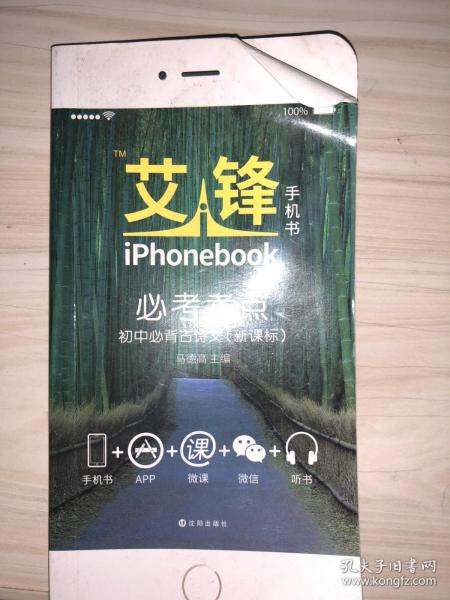 100%
TM
艾锋
手机书
iPhonebook
必考考点
初中必背古诗文(新课标)
马德高 主编
手机书 + APP + 微课 + 微信 + 听书
课
沈阳出版社
孔夫子旧书网
www.kongfz.com